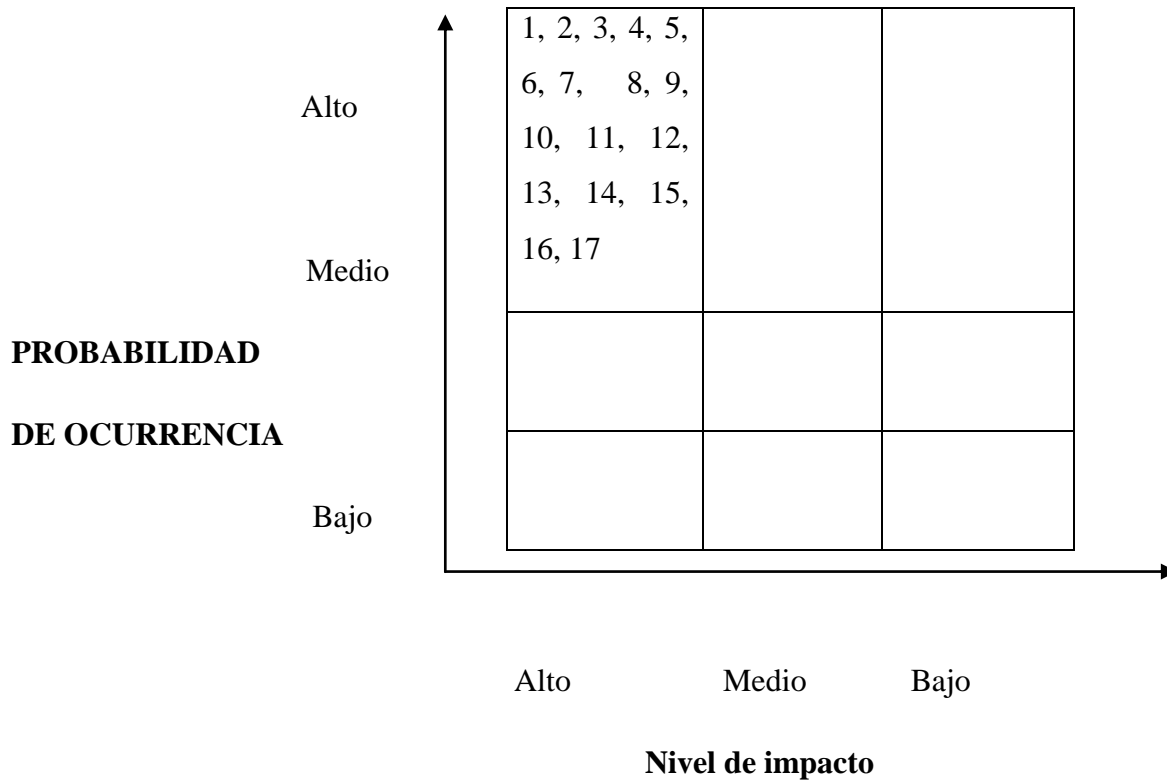 1, 2, 3, 4, 5,
6, 7, 8, 9,
Alto
10, 11, 12,
13, 14, 15,
16, 17
Medio
PROBABILIDAD
DE OCURRENCIA
Bajo
Alto Medio Bajo
Nivel de impacto